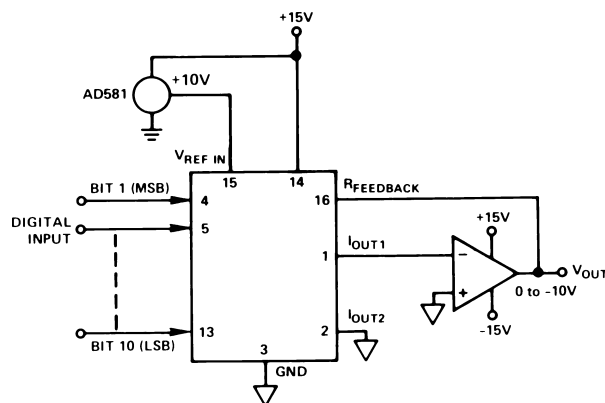 +15V
+10V
AD581
VREF IN
15
14
BIT 1 (MSB)
4
16
RFEEDBACK
DIGITAL
INPUT
5
+15V
1
IOUT1
−
+
VOUT
0 to -10V
-15V
BIT 10 (LSB)
13
2
IOUT2
3
GND